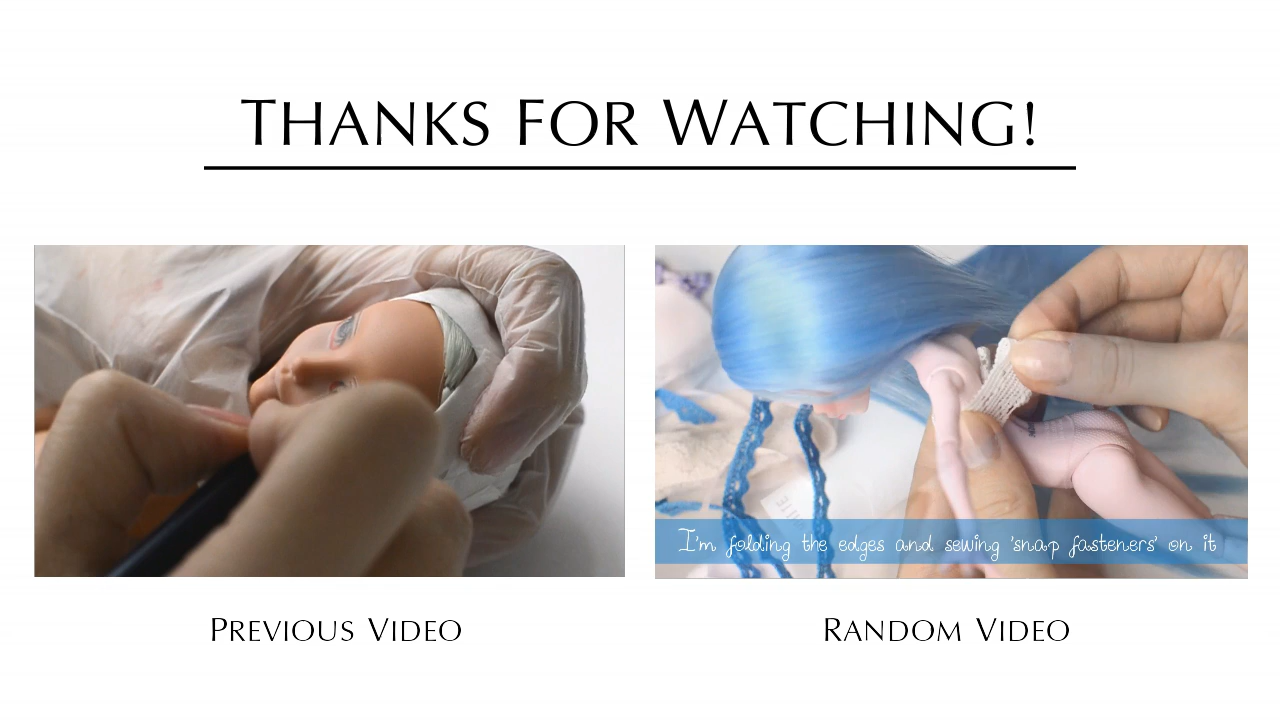 THANKS FOR WATCHING!
I'm folding the edges and sewing 'snap fasteners' on it
PREVIOUS VIDEO
RANDOM VIDEO